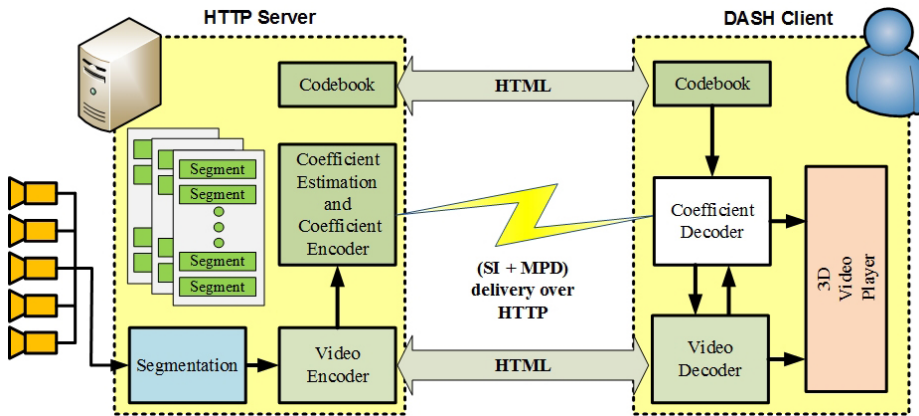 HTTP Server
DASH Client
Codebook
HTML
Codebook
Segment
Segment
Segment
Segment
Coefficient
Estimation
and
Coefficient
Encoder
(SI + MPD)
delivery over
HTTP
Coefficient
Decoder
3D
Video
Player
Segmentation
Video
Encoder
HTML
Video
Decoder